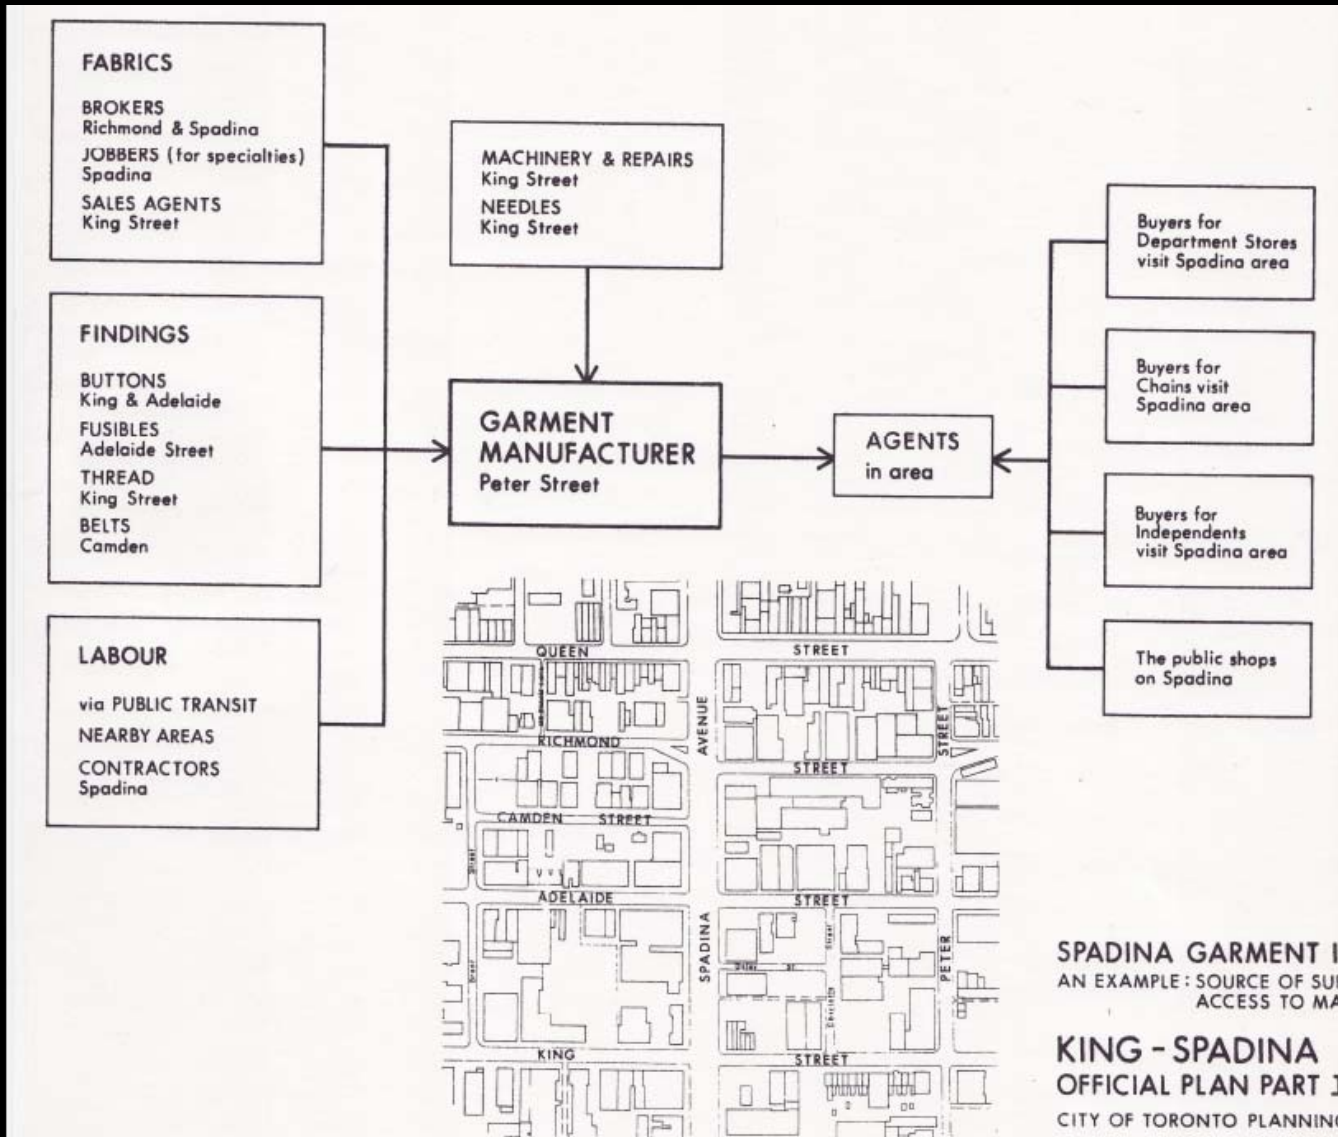 FABRICS
BROKERS
Richmond & Spadina
JOBBERS (for specialties)
Spadina
SALES AGENTS
King Street
MACHINERY & REPAIRS
King Street
NEEDLES
King Street
FINDINGS
BUTTONS
King & Adelaide
FUSIBLES
Adelaide Street
THREAD
King Street
BELTS
Camden
GARMENT
MANUFACTURER
Peter Street
AGENTS
in area
Buyers for
Department Stores
visit Spadina area
Buyers for
Chains visit
Spadina area
Buyers for
Independents
visit Spadina area
The public shops
on Spadina
LABOUR
via PUBLIC TRANSIT
NEARBY AREAS
CONTRACTORS
Spadina
QUEEN STREET
RICHMOND STREET
CAMDEN STREET
ADELAIDE STREET
KING STREET
SPADINA AVENUE
PETER STREET
Street
Street
Street
SPADINA GARMENT I
AN EXAMPLE: SOURCE OF SU
ACCESS TO MA
KING - SPADINA
OFFICIAL PLAN PART I
CITY OF TORONTO PLANNIN